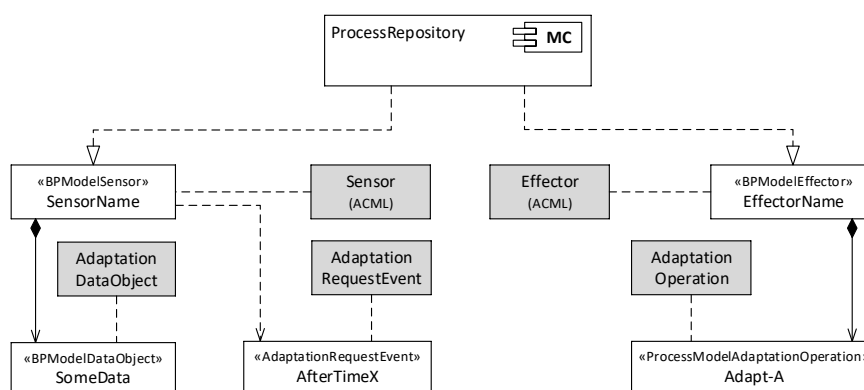 ProcessRepository
MC
«BPModelSensor»
SensorName
Sensor
(ACML)
Effector
(ACML)
«BPModelEffector»
EffectorName
Adaptation
DataObject
Adaptation
RequestEvent
Adaptation
Operation
«BPModelDataObject»
SomeData
«AdaptationRequestEvent»
AfterTimeX
«ProcessModelAdaptationOperation»
Adapt-A